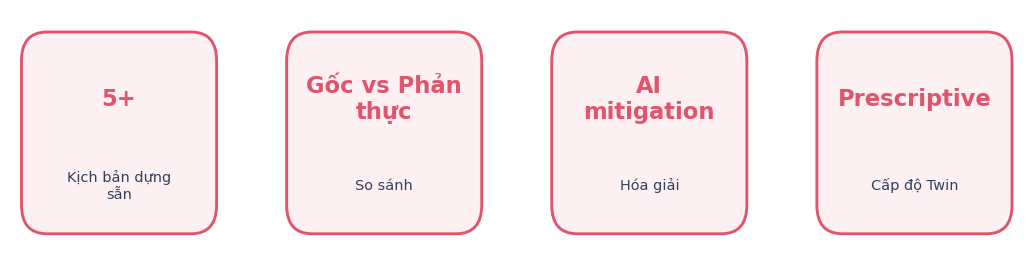 5+
Kịch bản dựng
sẵn
Gốc vs Phản
thực
So sánh
AI
mitigation
Hóa giải
Prescriptive
Cấp độ Twin